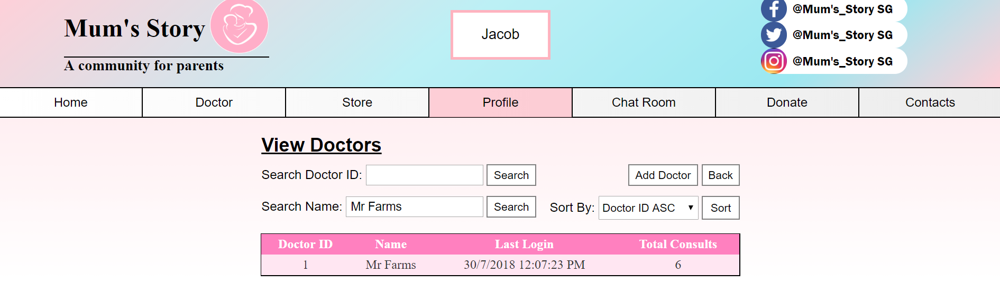 Mum's Story
A community for parents
Jacob
@Mum's_Story SG
@Mum's_Story SG
@Mum's_Story SG
Home Doctor Store Profile Chat Room Donate Contacts
View Doctors
Search Doctor ID: Search Add Doctor Back
Search Name: Mr Farms Search Sort By: Doctor ID ASC Sort
Doctor ID Name Last Login Total Consults
1 Mr Farms 30/7/2018 12:07:23 PM 6